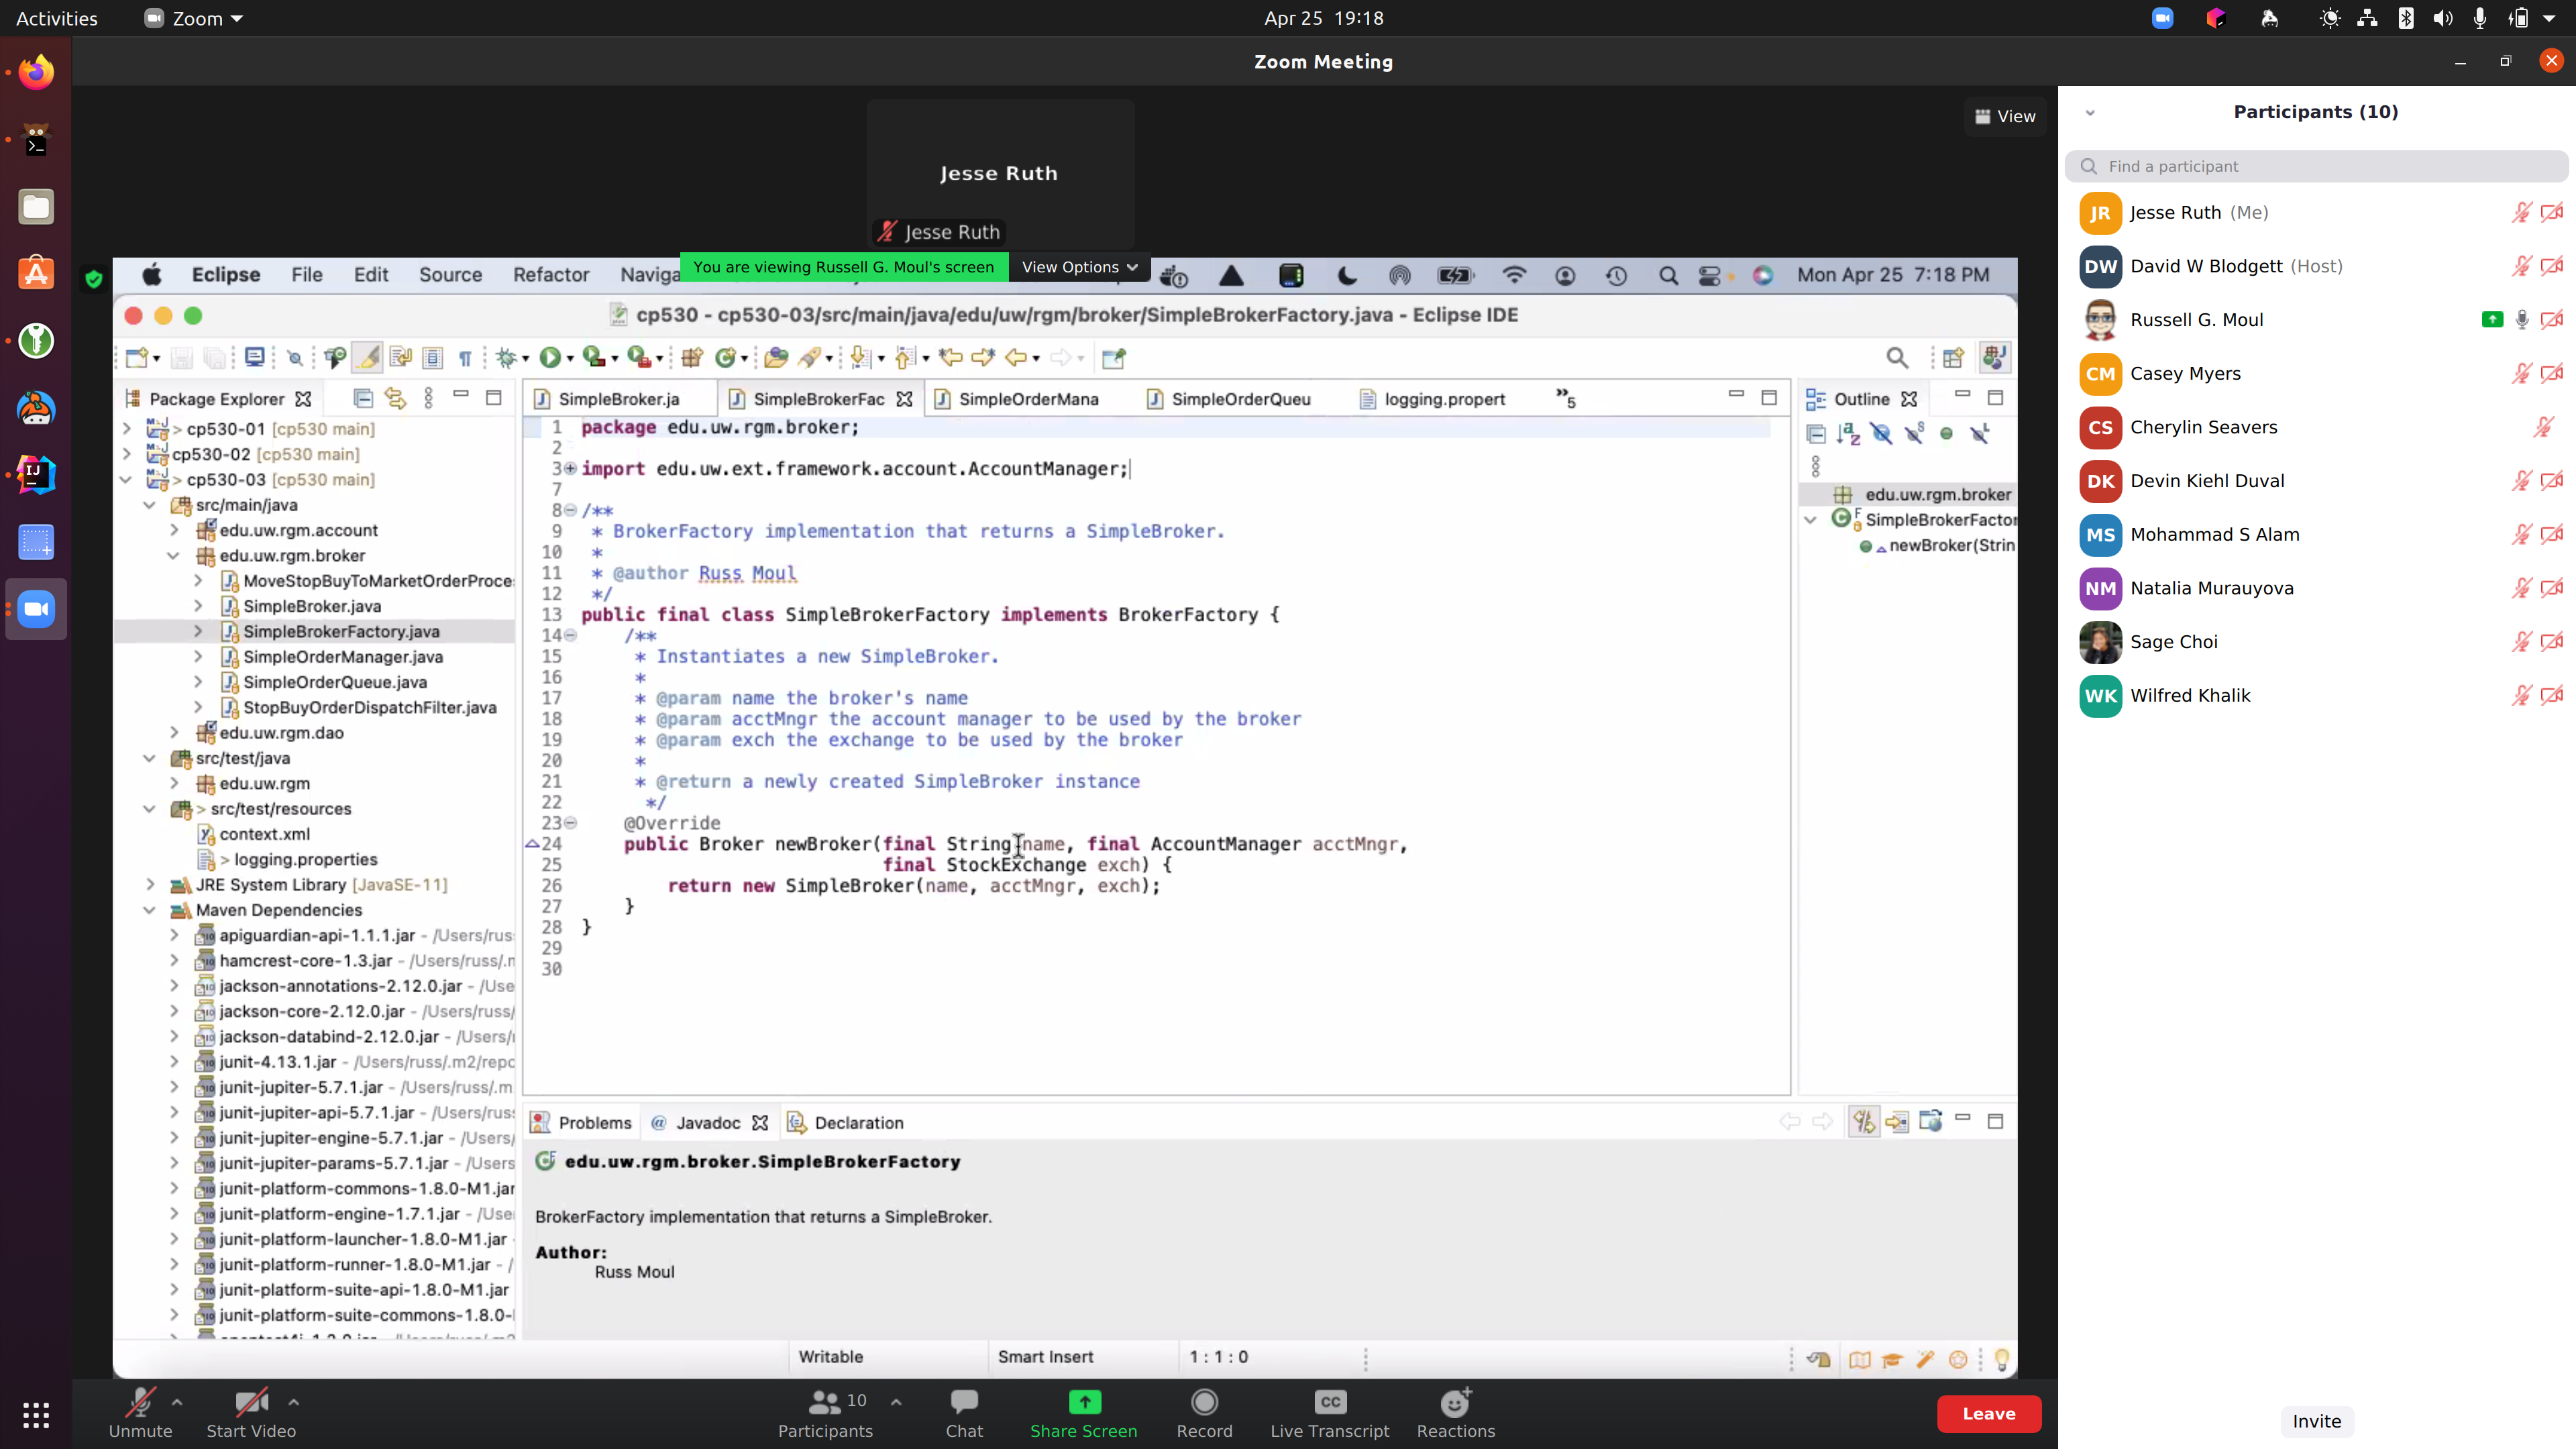 Activities
Zoom
Apr 25 19:18
Zoom Meeting
View
Jesse Ruth
Jesse Ruth
You are viewing Russell G. Moul's screen
View Options
Eclipse File Edit Source Refactor Naviga
Mon Apr 25 7:18 PM
cp530 - cp530-03/src/main/java/edu/uw/rgm/broker/SimpleBrokerFactory.java - Eclipse IDE
Package Explorer
> cp530-01 [cp530 main]
cp530-02 [cp530 main]
> cp530-03 [cp530 main]
src/main/java
edu.uw.rgm.account
edu.uw.rgm.broker
MoveStopBuyToMarketOrderProce
SimpleBroker.java
SimpleBrokerFactory.java
SimpleOrderManager.java
SimpleOrderQueue.java
StopBuyOrderDispatchFilter.java
edu.uw.rgm.dao
src/test/java
edu.uw.rgm
> src/test/resources
context.xml
> logging.properties
JRE System Library [JavaSE-11]
Maven Dependencies
apiguardian-api-1.1.1.jar - /Users/rus
hamcrest-core-1.3.jar - /Users/russ/.n
jackson-annotations-2.12.0.jar - /Use
jackson-core-2.12.0.jar - /Users/russ/
jackson-databind-2.12.0.jar - /Users/
junit-4.13.1.jar - /Users/russ/.m2/repo
junit-jupiter-5.7.1.jar - /Users/russ/.m
junit-jupiter-api-5.7.1.jar - /Users/rus
junit-jupiter-engine-5.7.1.jar - /Users/
junit-jupiter-params-5.7.1.jar - /Users
junit-platform-commons-1.8.0-M1.jar
junit-platform-engine-1.7.1.jar - /Use
junit-platform-launcher-1.8.0-M1.jar
junit-platform-runner-1.8.0-M1.jar - /
junit-platform-suite-api-1.8.0-M1.jar
junit-platform-suite-commons-1.8.0-
SimpleBroker.ja
SimpleBrokerFac
SimpleOrderMana
SimpleOrderQueu
logging.propert
»5
1 package edu.uw.rgm.broker;
2
3 import edu.uw.ext.framework.account.AccountManager;
7
8 /**
9 * BrokerFactory implementation that returns a SimpleBroker.
10 *
11 * @author Russ Moul
12 */
13 public final class SimpleBrokerFactory implements BrokerFactory {
14 /**
15 * Instantiates a new SimpleBroker.
16 *
17 * @param name the broker's name
18 * @param acctMngr the account manager to be used by the broker
19 * @param exch the exchange to be used by the broker
20 *
21 * @return a newly created SimpleBroker instance
22 */
23 @Override
24 public Broker newBroker(final String name, final AccountManager acctMngr,
25 final StockExchange exch) {
26 return new SimpleBroker(name, acctMngr, exch);
27 }
28 }
29
30
Outline
edu.uw.rgm.broker
SimpleBrokerFactor
newBroker(Strin
Problems
@ Javadoc
Declaration
edu.uw.rgm.broker.SimpleBrokerFactory
BrokerFactory implementation that returns a SimpleBroker.
Author:
Russ Moul
Writable
Smart Insert
1 : 1 : 0
Participants (10)
Find a participant
JR Jesse Ruth (Me)
DW David W Blodgett (Host)
Russell G. Moul
CM Casey Myers
CS Cherylin Seavers
DK Devin Kiehl Duval
MS Mohammad S Alam
NM Natalia Murauyova
Sage Choi
WK Wilfred Khalik
Invite
Unmute
Start Video
10
Participants
Chat
Share Screen
Record
CC
Live Transcript
Reactions
Leave